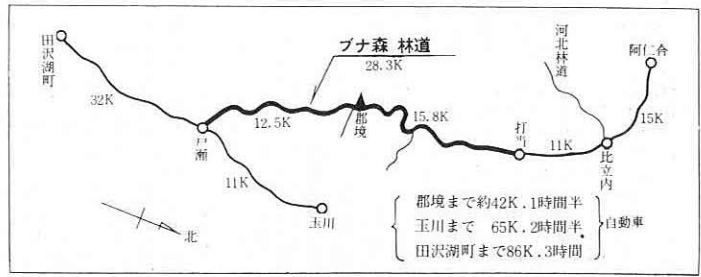 田沢湖町
32K
戸瀬
ブナ森 林道
28.3K
12.5K
郡境
15.8K
河北林道
阿仁合
打当
11K
比立内
15K
11K
玉川
北
郡境まで約42K.1時間半
玉川まで 65K.2時間半.
田沢湖町まで86K.3時間
自動車